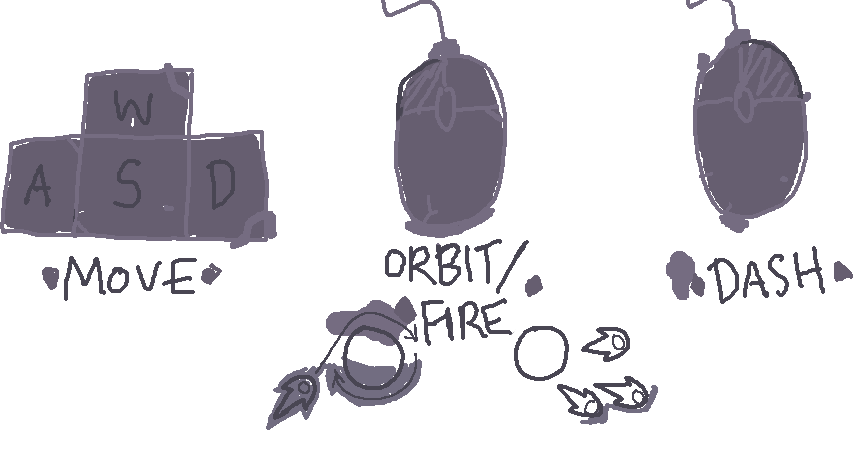 W
A S D
MOVE
ORBIT/
FIRE
DASH